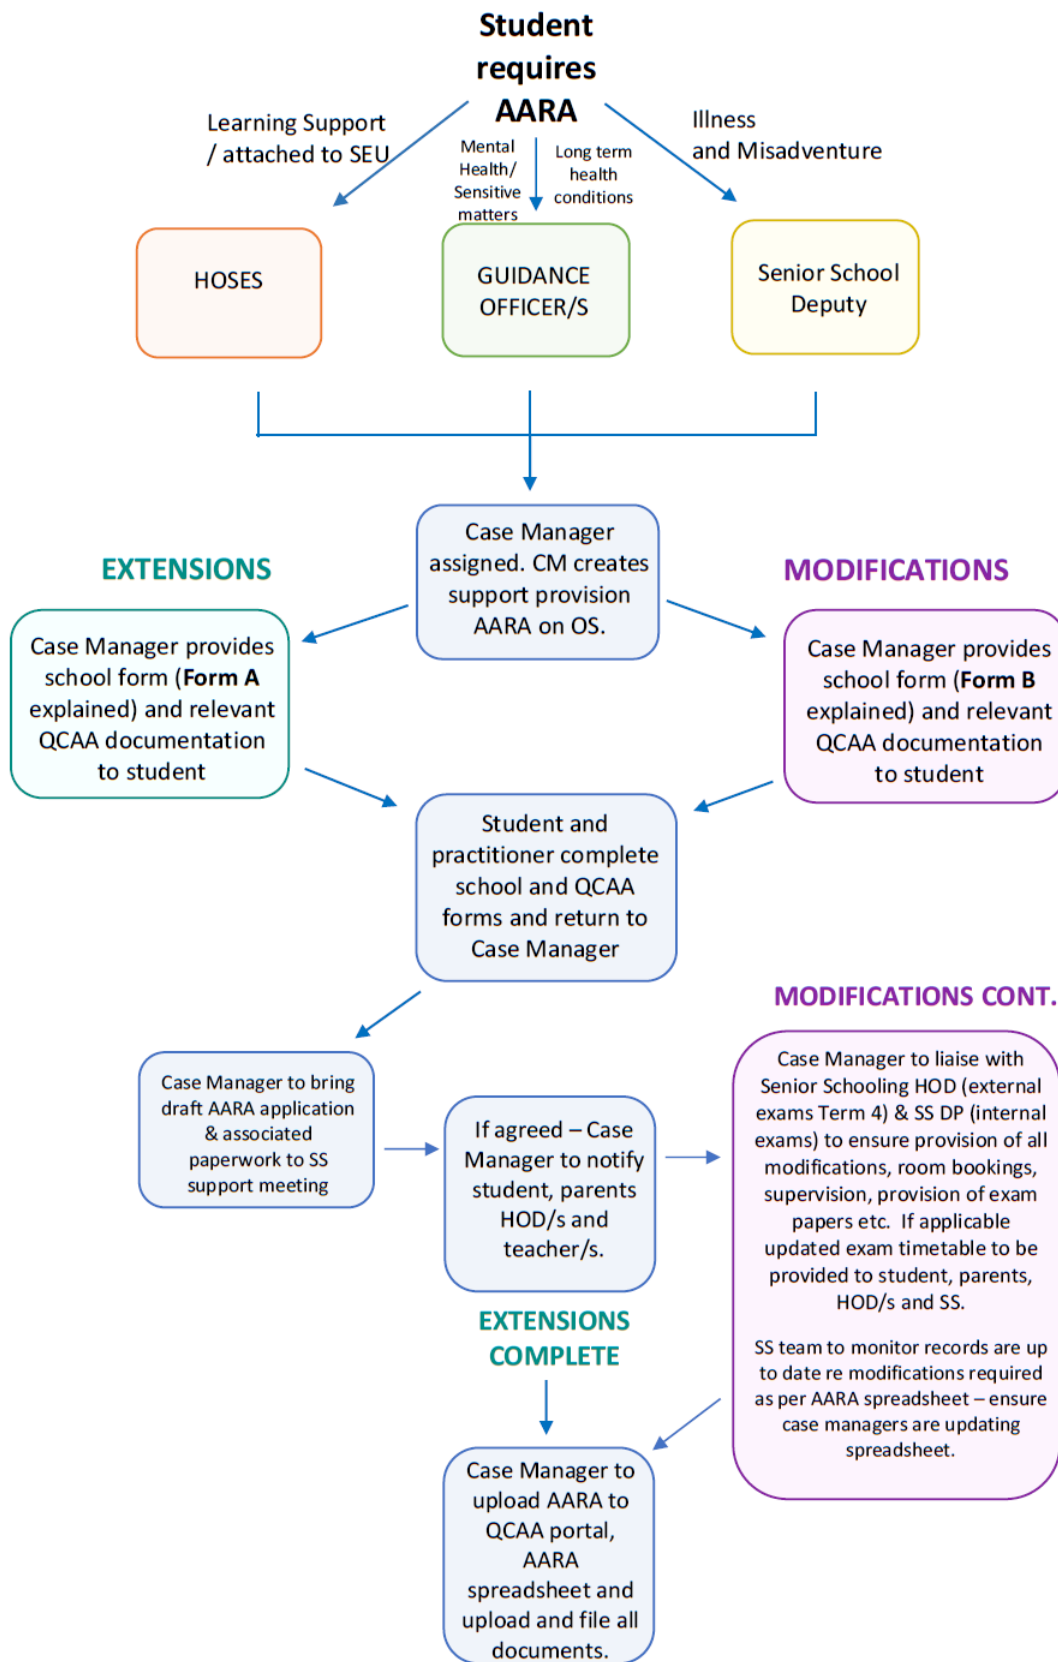 Student
requires
AARA
Learning Support
/ attached to SEU
Mental
Health/
Sensitive
matters
Long term
health
conditions
Illness
and Misadventure
HOSES
GUIDANCE
OFFICER/S
Senior School
Deputy
Case Manager
assigned. CM creates
support provision
AARA on OS.
EXTENSIONS
Case Manager provides
school form (Form A
explained) and relevant
QCAA documentation
to student
MODIFICATIONS
Case Manager provides
school form (Form B
explained) and relevant
QCAA documentation
to student
Student and
practitioner complete
school and QCAA
forms and return to
Case Manager
Case Manager to bring
draft AARA application
& associated
paperwork to SS
support meeting
If agreed – Case
Manager to notify
student, parents
HOD/s and
teacher/s.
MODIFICATIONS CONT.
Case Manager to liaise with
Senior Schooling HOD (external
exams Term 4) & SS DP (internal
exams) to ensure provision of all
modifications, room bookings,
supervision, provision of exam
papers etc. If applicable
updated exam timetable to be
provided to student, parents,
HOD/s and SS.
SS team to monitor records are up
to date re modifications required
as per AARA spreadsheet – ensure
case managers are updating
spreadsheet.
EXTENSIONS
COMPLETE
Case Manager to
upload AARA to
QCAA portal,
AARA
spreadsheet and
upload and file all
documents.